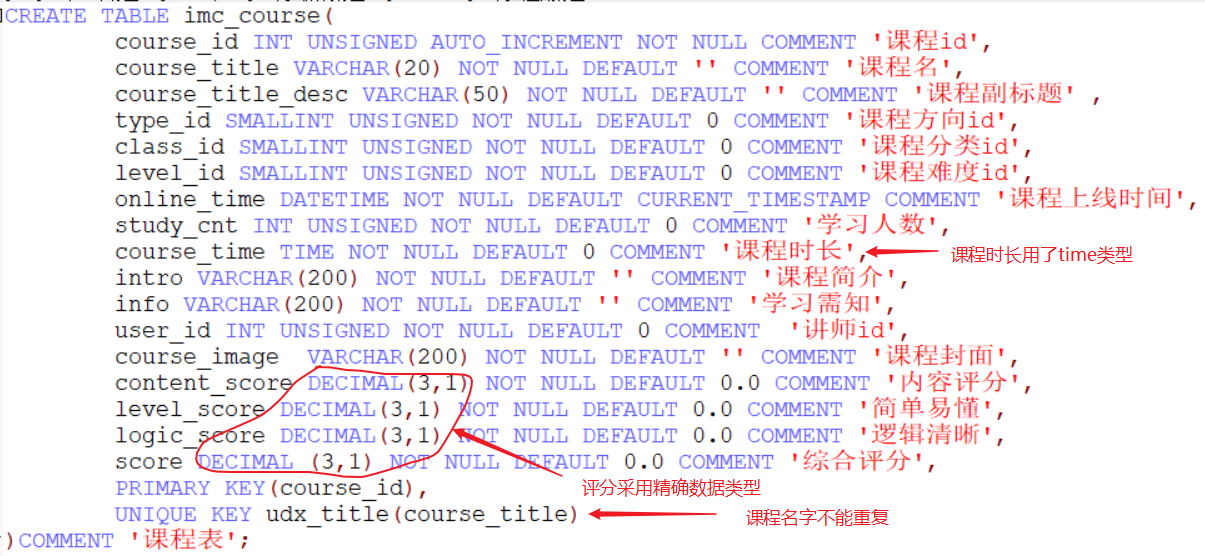 CREATE TABLE imc_course(
course_id INT UNSIGNED AUTO_INCREMENT NOT NULL COMMENT '课程id',
course_title VARCHAR(20) NOT NULL DEFAULT '' COMMENT '课程名',
course_title_desc VARCHAR(50) NOT NULL DEFAULT '' COMMENT '课程副标题' ,
type_id SMALLINT UNSIGNED NOT NULL DEFAULT 0 COMMENT '课程方向id',
class_id SMALLINT UNSIGNED NOT NULL DEFAULT 0 COMMENT '课程分类id',
level_id SMALLINT UNSIGNED NOT NULL DEFAULT 0 COMMENT '课程难度id',
online_time DATETIME NOT NULL DEFAULT CURRENT_TIMESTAMP COMMENT '课程上线时间',
study_cnt INT UNSIGNED NOT NULL DEFAULT 0 COMMENT '学习人数',
course_time TIME NOT NULL DEFAULT 0 COMMENT '课程时长', 课程时长用了time类型
intro VARCHAR(200) NOT NULL DEFAULT '' COMMENT '课程简介',
info VARCHAR(200) NOT NULL DEFAULT '' COMMENT '学习需知',
user_id INT UNSIGNED NOT NULL DEFAULT 0 COMMENT '讲师id',
course_image VARCHAR(200) NOT NULL DEFAULT '' COMMENT '课程封面',
content_score DECIMAL(3,1) NOT NULL DEFAULT 0.0 COMMENT '内容评分',
level_score DECIMAL(3,1) NOT NULL DEFAULT 0.0 COMMENT '简单易懂',
logic_score DECIMAL(3,1) NOT NULL DEFAULT 0.0 COMMENT '逻辑清晰',
score DECIMAL (3,1) NOT NULL DEFAULT 0.0 COMMENT '综合评分',
PRIMARY KEY(course_id), 评分采用精确数据类型
UNIQUE KEY udx_title(course_title) 课程名字不能重复
)COMMENT '课程表';